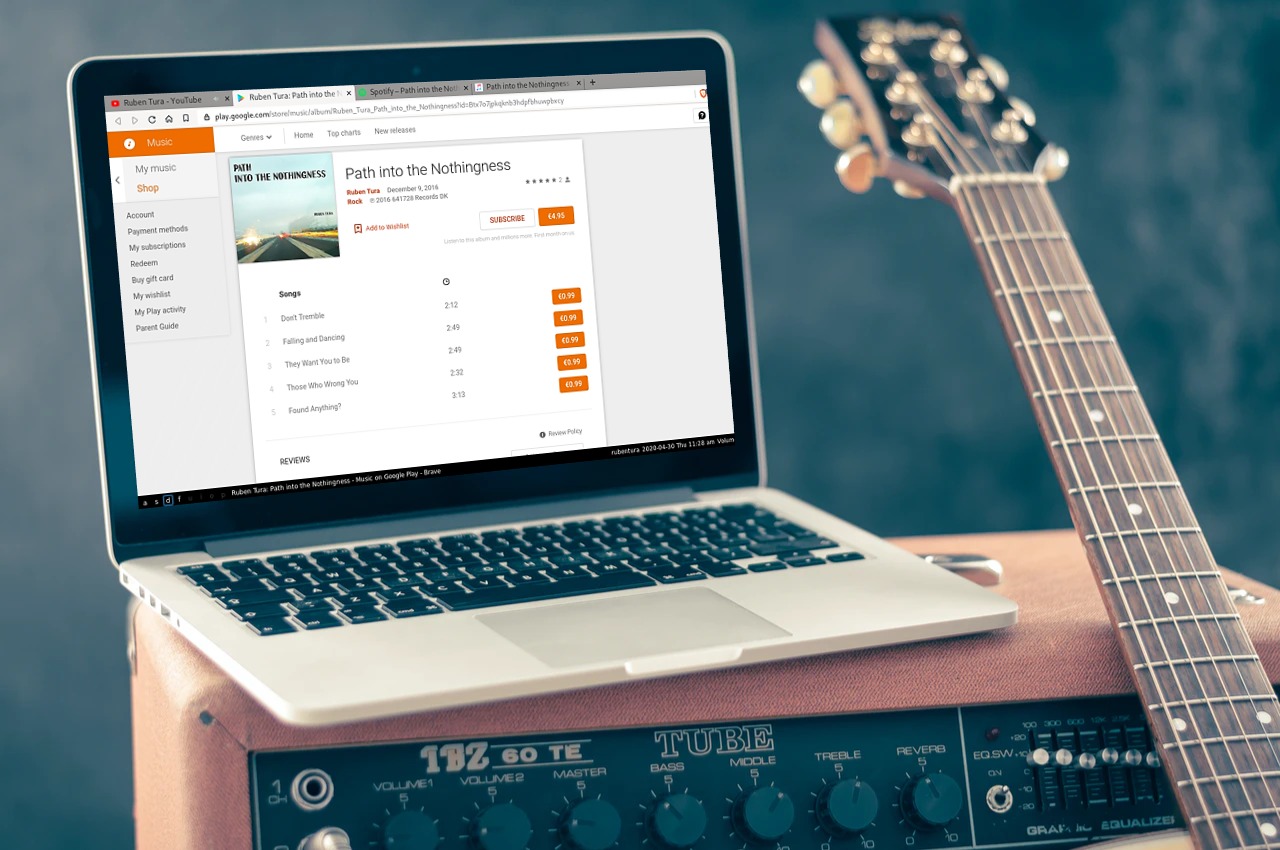 Ruben Tura - YouTube
Ruben Tura: Path into the N
Spotify – Path into the Noth
Path into the Nothingness
play.google.com/store/music/album/Ruben_Tura_Path_into_the_Nothingness?id=
Music
Genres
Home
Top charts
New releases
My music
Shop
Account
Payment methods
My subscriptions
Redeem
Buy gift card
My wishlist
My Play activity
Parent Guide
PATH
INTO THE NOTHINGNESS
RUBEN TURA
Path into the Nothingness
Ruben Tura December 9, 2016
Rock ℗ 2016 641728 Records DK
★★★★★ 2
Add to Wishlist
SUBSCRIBE
€4.95
Listen to this album and millions more. First month on us.
Songs
1 Don't Tremble 2:12 €0.99
2 Falling and Dancing 2:49 €0.99
3 They Want You to Be 2:49 €0.99
4 Those Who Wrong You 2:32 €0.99
5 Found Anything? 3:13 €0.99
Review Policy
REVIEWS
a s d f Ruben Tura: Path into the Nothingness - Music on Google Play - Brave
rubentura 2020-04-30 Thu 11:28 am Volum
60 TE
TUBE
1
CH
VOLUME1
5
VOLUME2
5
MASTER
5
BASS
5
MIDDLE
5
TREBLE
5
REVERB
5
0 10
EQ.SW
100 300 600
+20
+10
-10
-20
GRAPHIC EQUALIZER